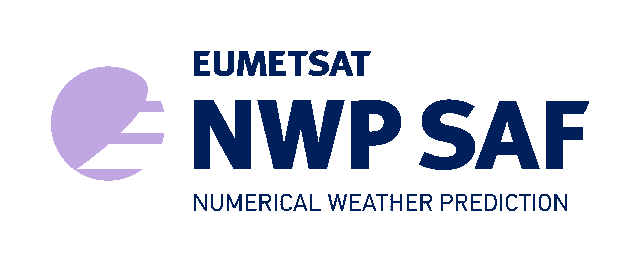 EUMETSAT
NWP SAF
NUMERICAL WEATHER PREDICTION